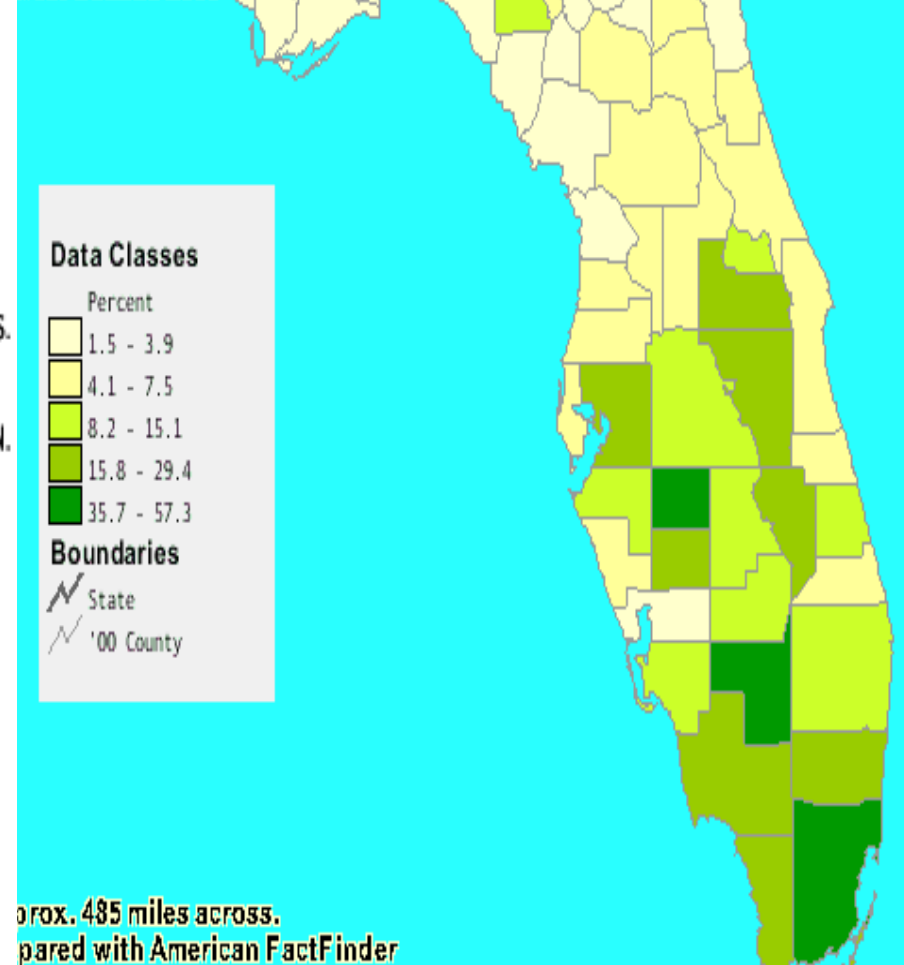 S.
N.
Data Classes
Percent
1.5 - 3.9
4.1 - 7.5
8.2 - 15.1
15.8 - 29.4
35.7 - 57.3
Boundaries
State
'00 County
prox. 485 miles across.
pared with American FactFinder